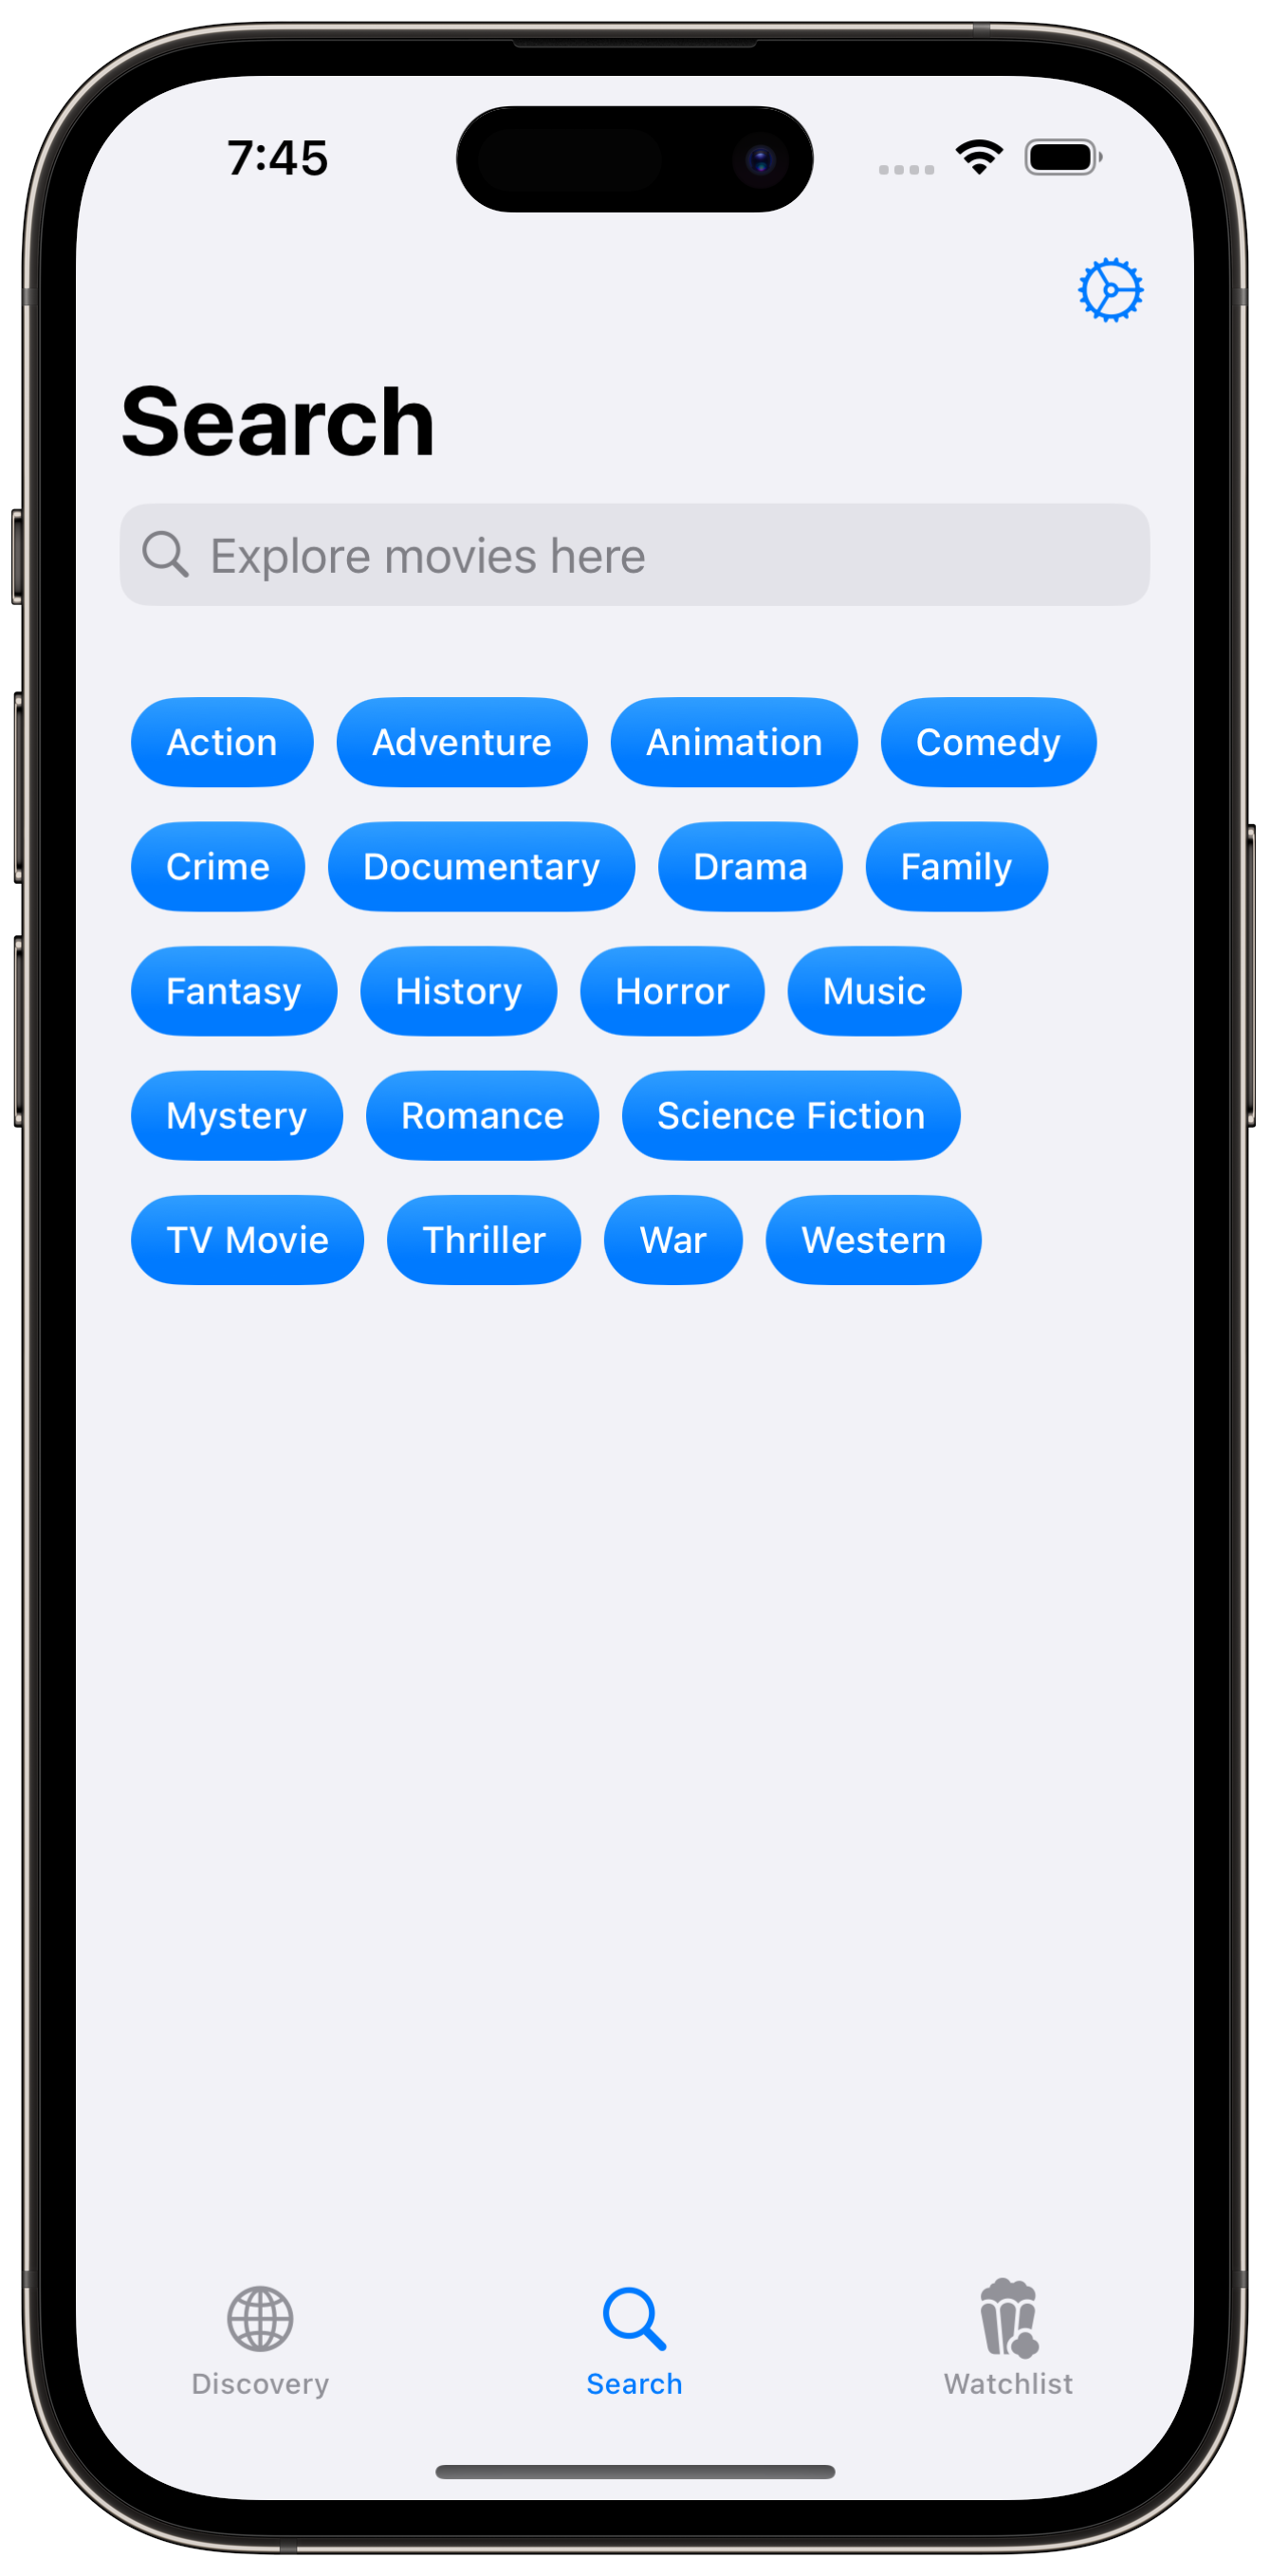 7:45
Search
Explore movies here
Action Adventure Animation Comedy
Crime Documentary Drama Family
Fantasy History Horror Music
Mystery Romance Science Fiction
TV Movie Thriller War Western
Discovery Search Watchlist